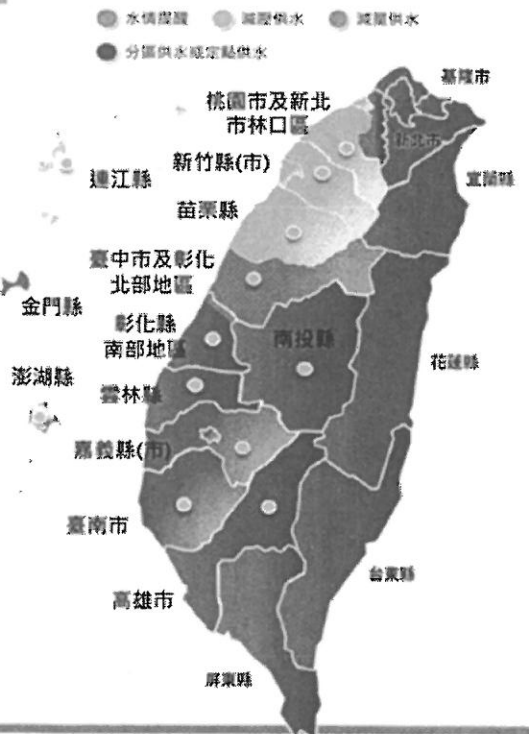 水情提醒 減壓供水 減量供水
分區供水或定點供水
基隆市
桃園市及新北
市林口區
新北市
新竹縣(市)
宜蘭縣
連江縣
苗栗縣
臺中市及彰化
北部地區
金門縣
彰化縣
南部地區
南投縣
花蓮縣
澎湖縣
雲林縣
嘉義縣(市)
臺南市
台東縣
高雄市
屏東縣